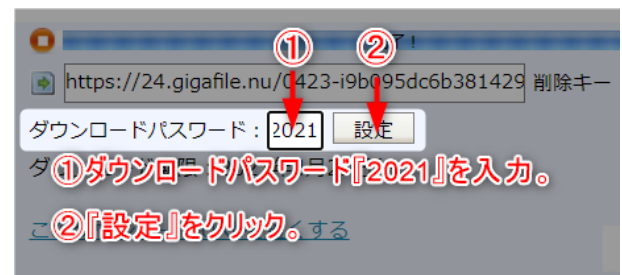 了!
① ②
https://24.gigafile.nu/0423-i9b095dc6b381429 削除キー
ダウンロードパスワード: 2021 設定
①ダウンロードパスワード『2021』を入力。
②『設定』をクリック。
する